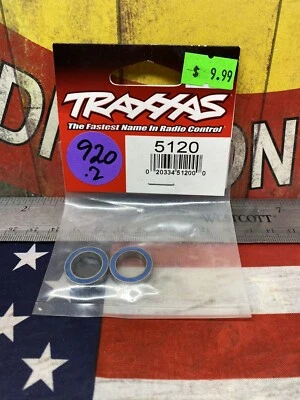 $ 9.99
TRAXXAS
The Fastest Name In Radio Control
920
.2
5120
0 20334 51200 0
WESTCOTT